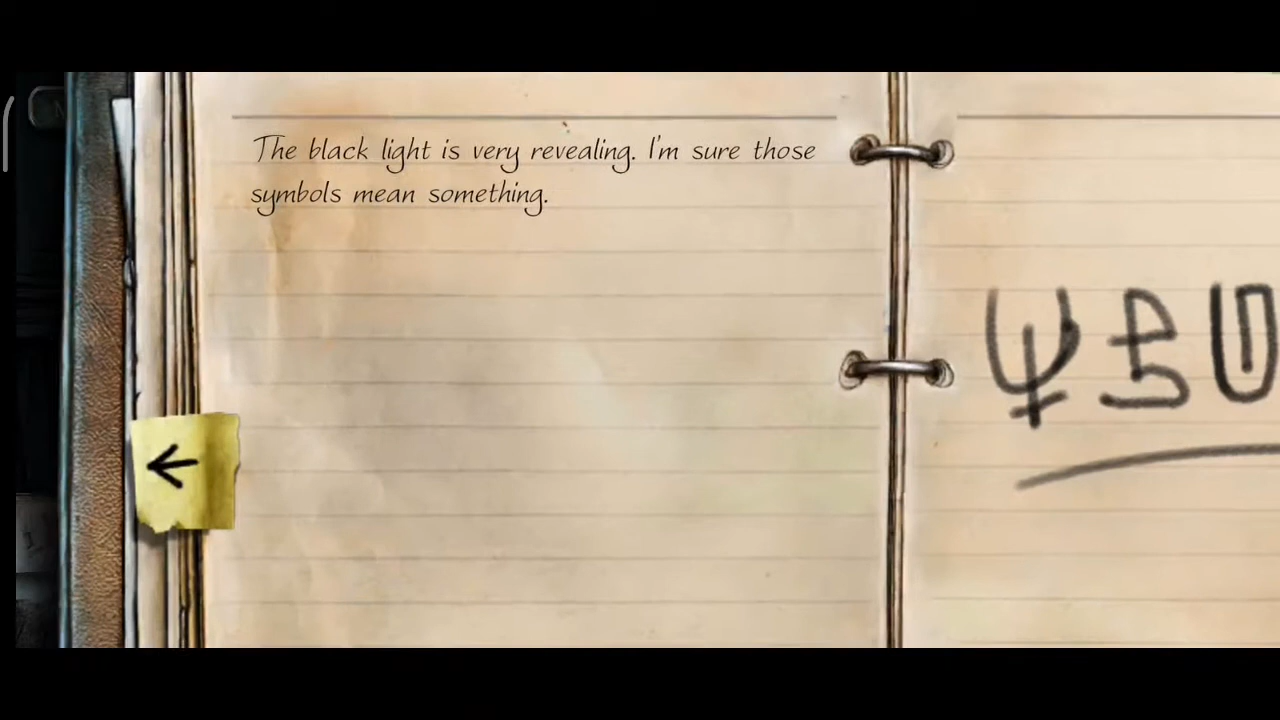 The black light is very revealing. I'm sure those
symbols mean something.